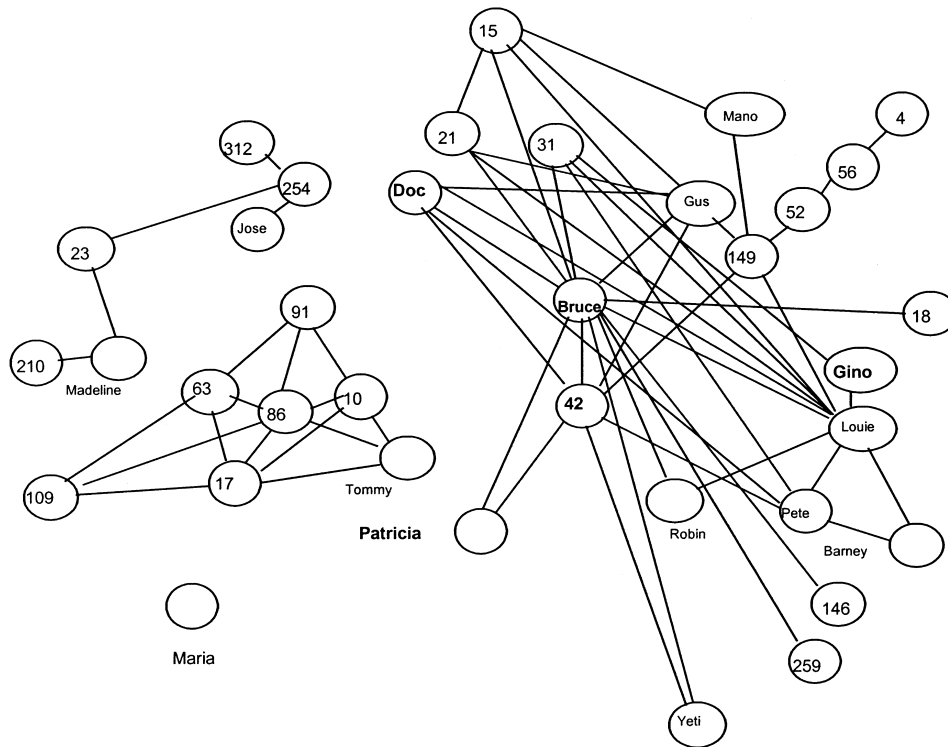 15
Mano
4
21
31
312
56
254
Doc
Gus
52
Jose
23
149
Bruce
91
18
210
Madeline
63
Gino
10
86
42
Louie
17
109
Tommy
Pete
Patricia
Robin
Barney
146
Maria
259
Yeti